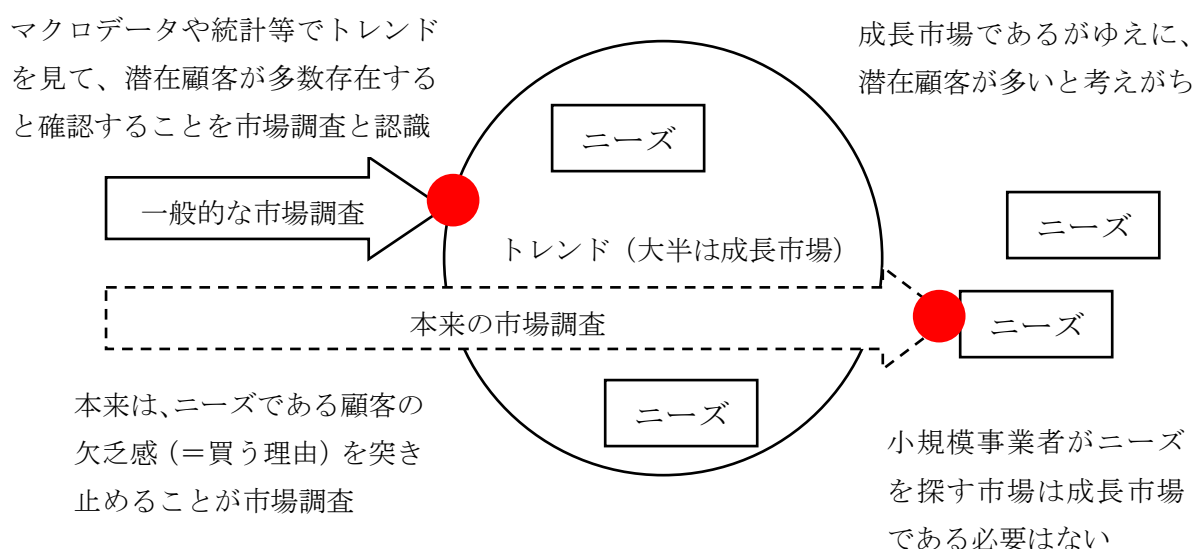 マクロデータや統計等でトレンド
を見て、潜在顧客が多数存在する
と確認することを市場調査と認識
成長市場であるがゆえに、
潜在顧客が多いと考えがち
ニーズ
一般的な市場調査
ニーズ
トレンド（大半は成長市場）
本来の市場調査
ニーズ
ニーズ
本来は、ニーズである顧客の
欠乏感（＝買う理由）を突き
止めることが市場調査
小規模事業者がニーズ
を探す市場は成長市場
である必要はない